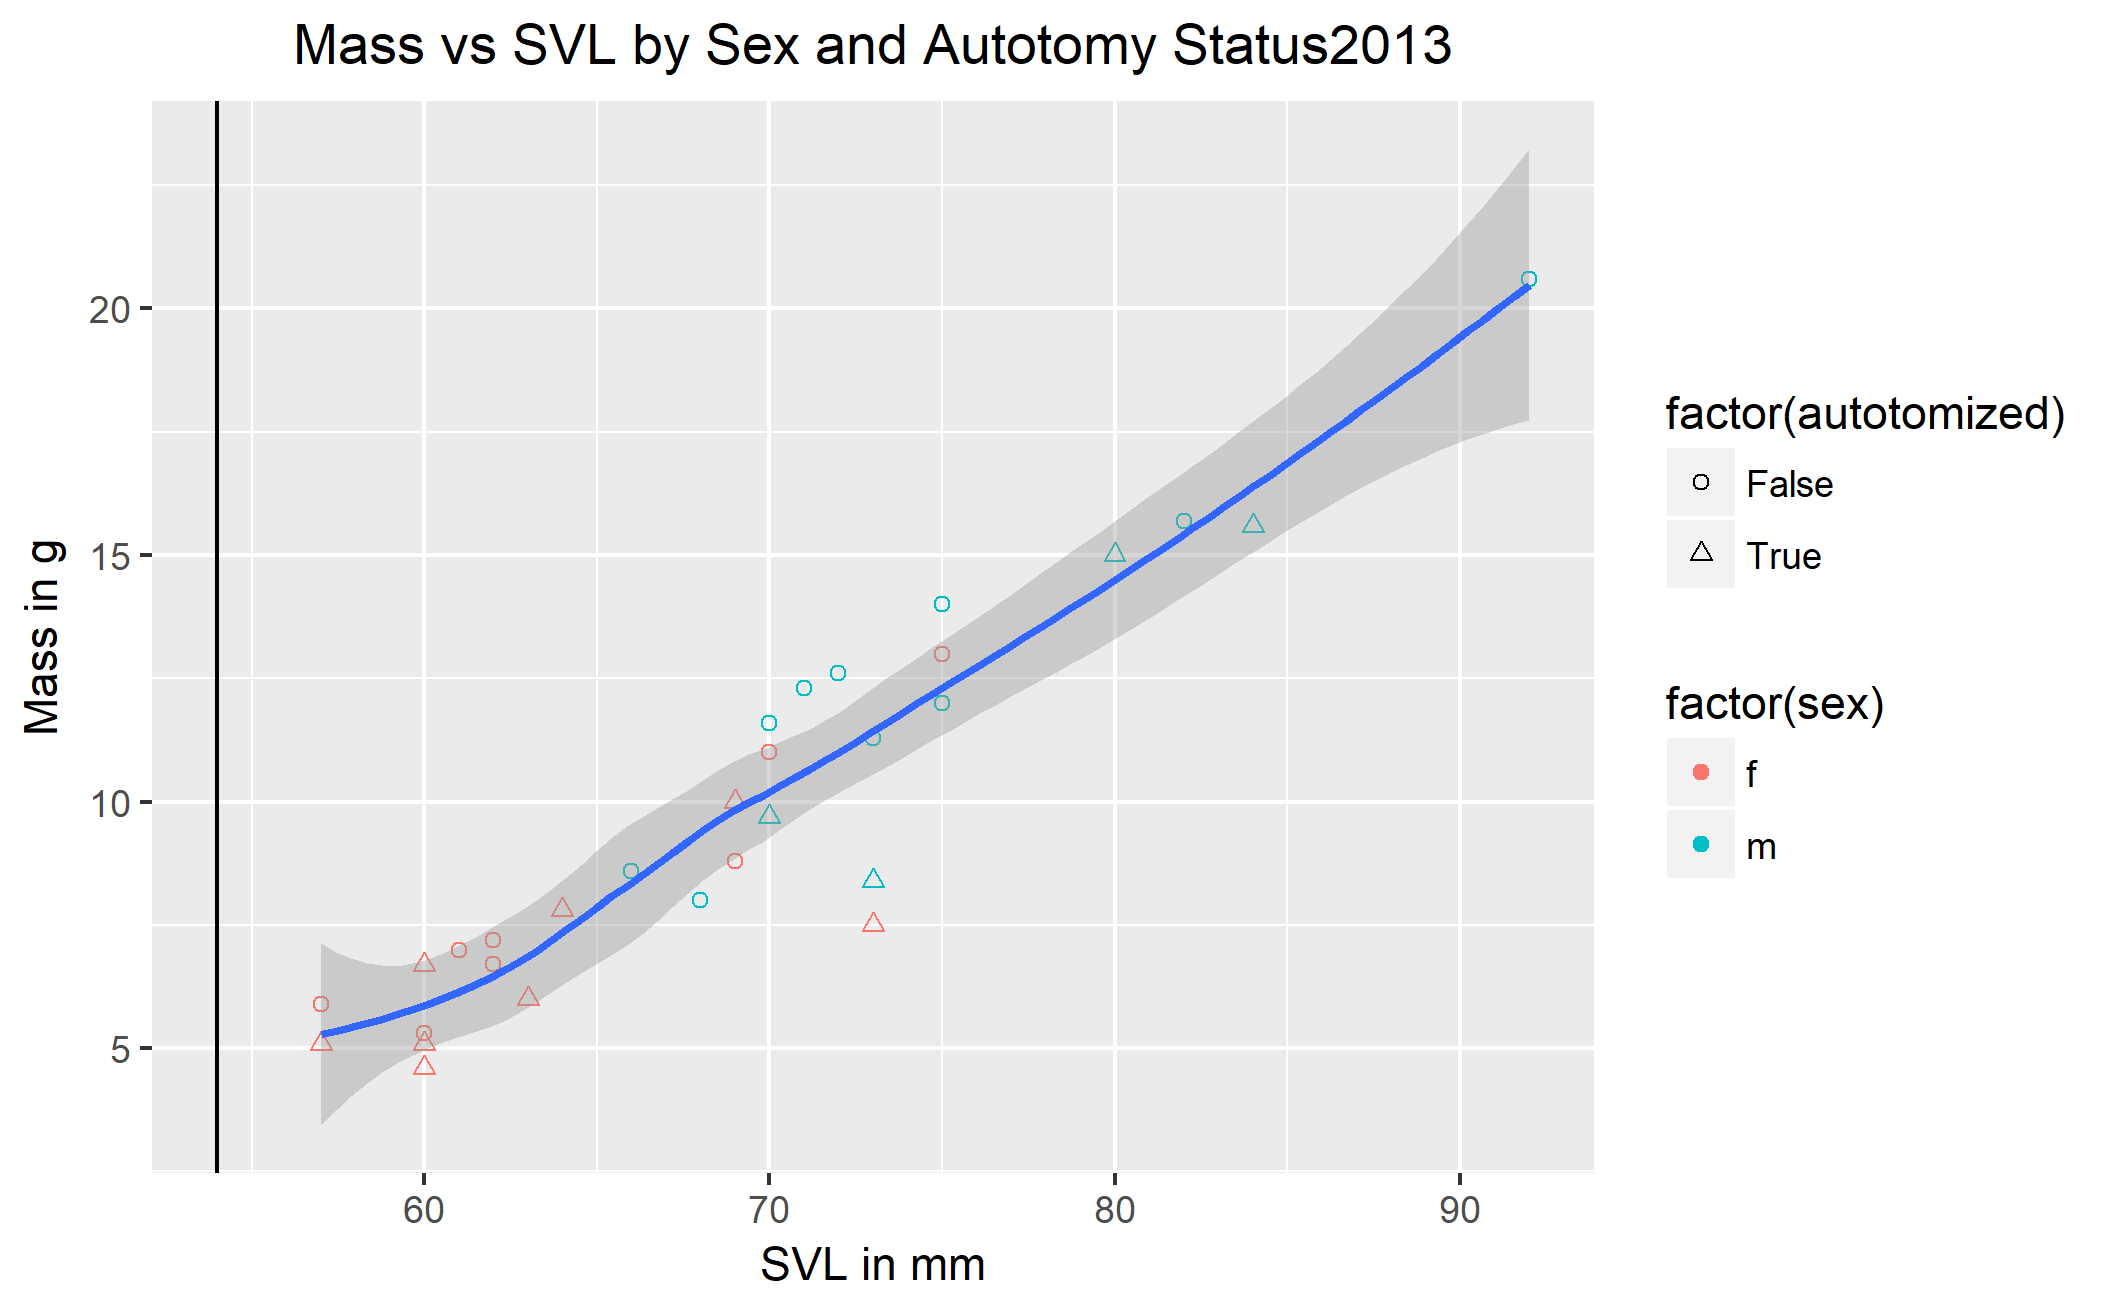 Mass vs SVL by Sex and Autotomy Status2013
Mass in g
20
15
10
5
60 70 80 90
SVL in mm
factor(autotomized)
False
True
factor(sex)
f
m